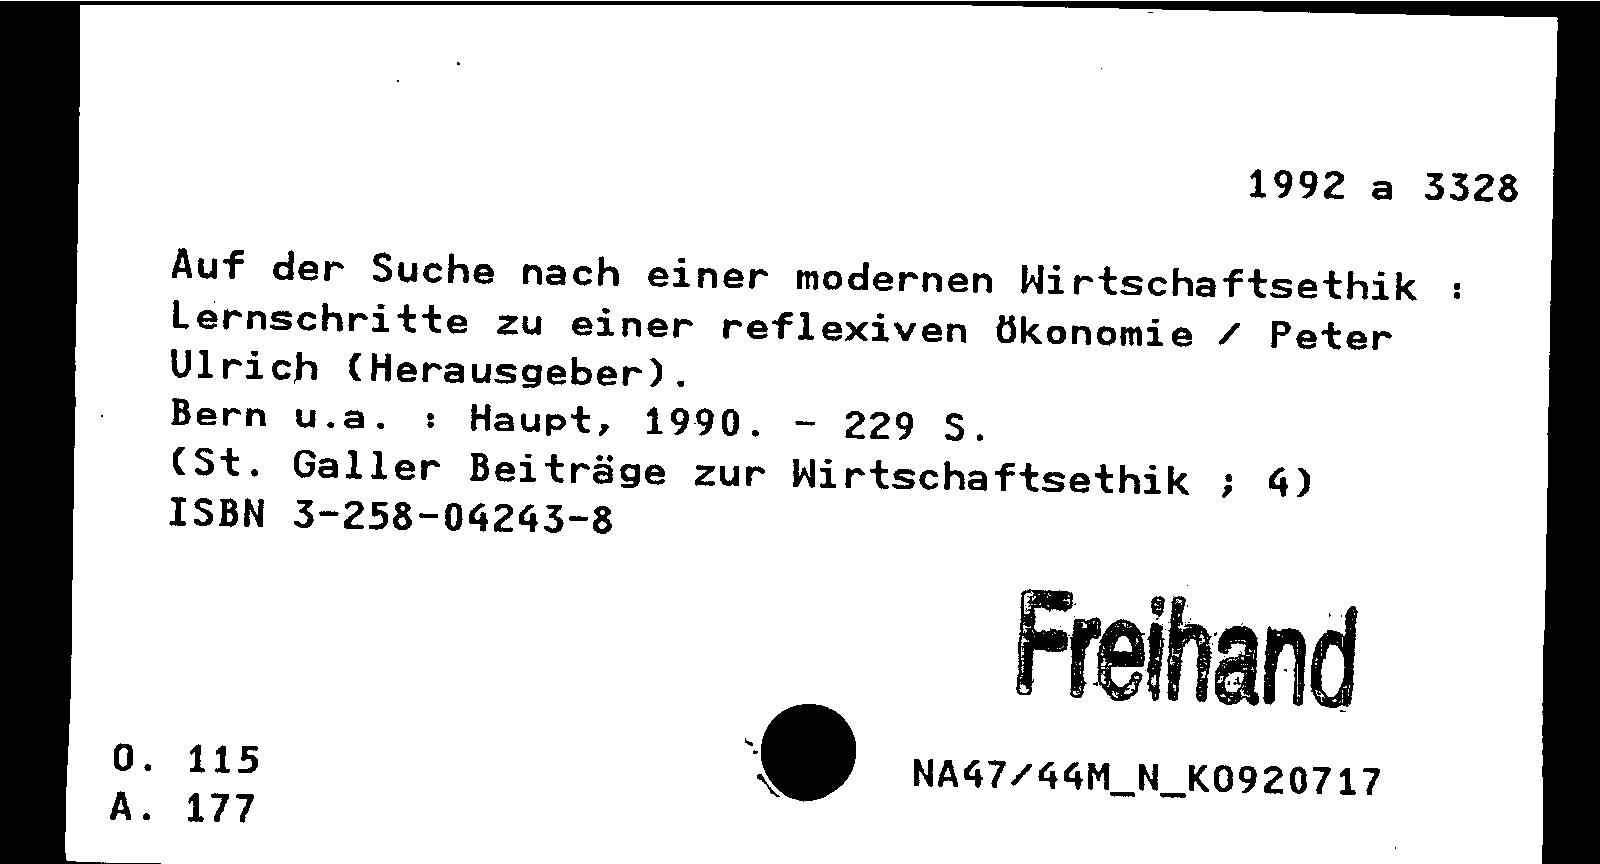 1992 a 3328
Auf der Suche nach einer modernen Wirtschaftsethik :
Lernschritte zu einer reflexiven Ökonomie / Peter
Ulrich (Herausgeber).
Bern u.a. : Haupt, 1990. - 229 S.
(St. Galler Beiträge zur Wirtschaftsethik ; 4)
ISBN 3-258-04243-8
Freihand
O. 115
NA47/44M_N_K0920717
A. 177